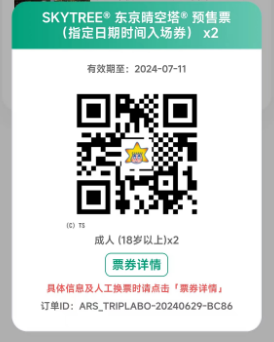 SKYTREE® 东京晴空塔® 预售票
（指定日期时间入场券） x2
有效期至：2024-07-11
(C) TS
成人 (18岁以上)x2
票券详情
具体信息及人工换票时请点击「票券详情」
订单ID：ARS_TRIPLABO-20240629-BC86